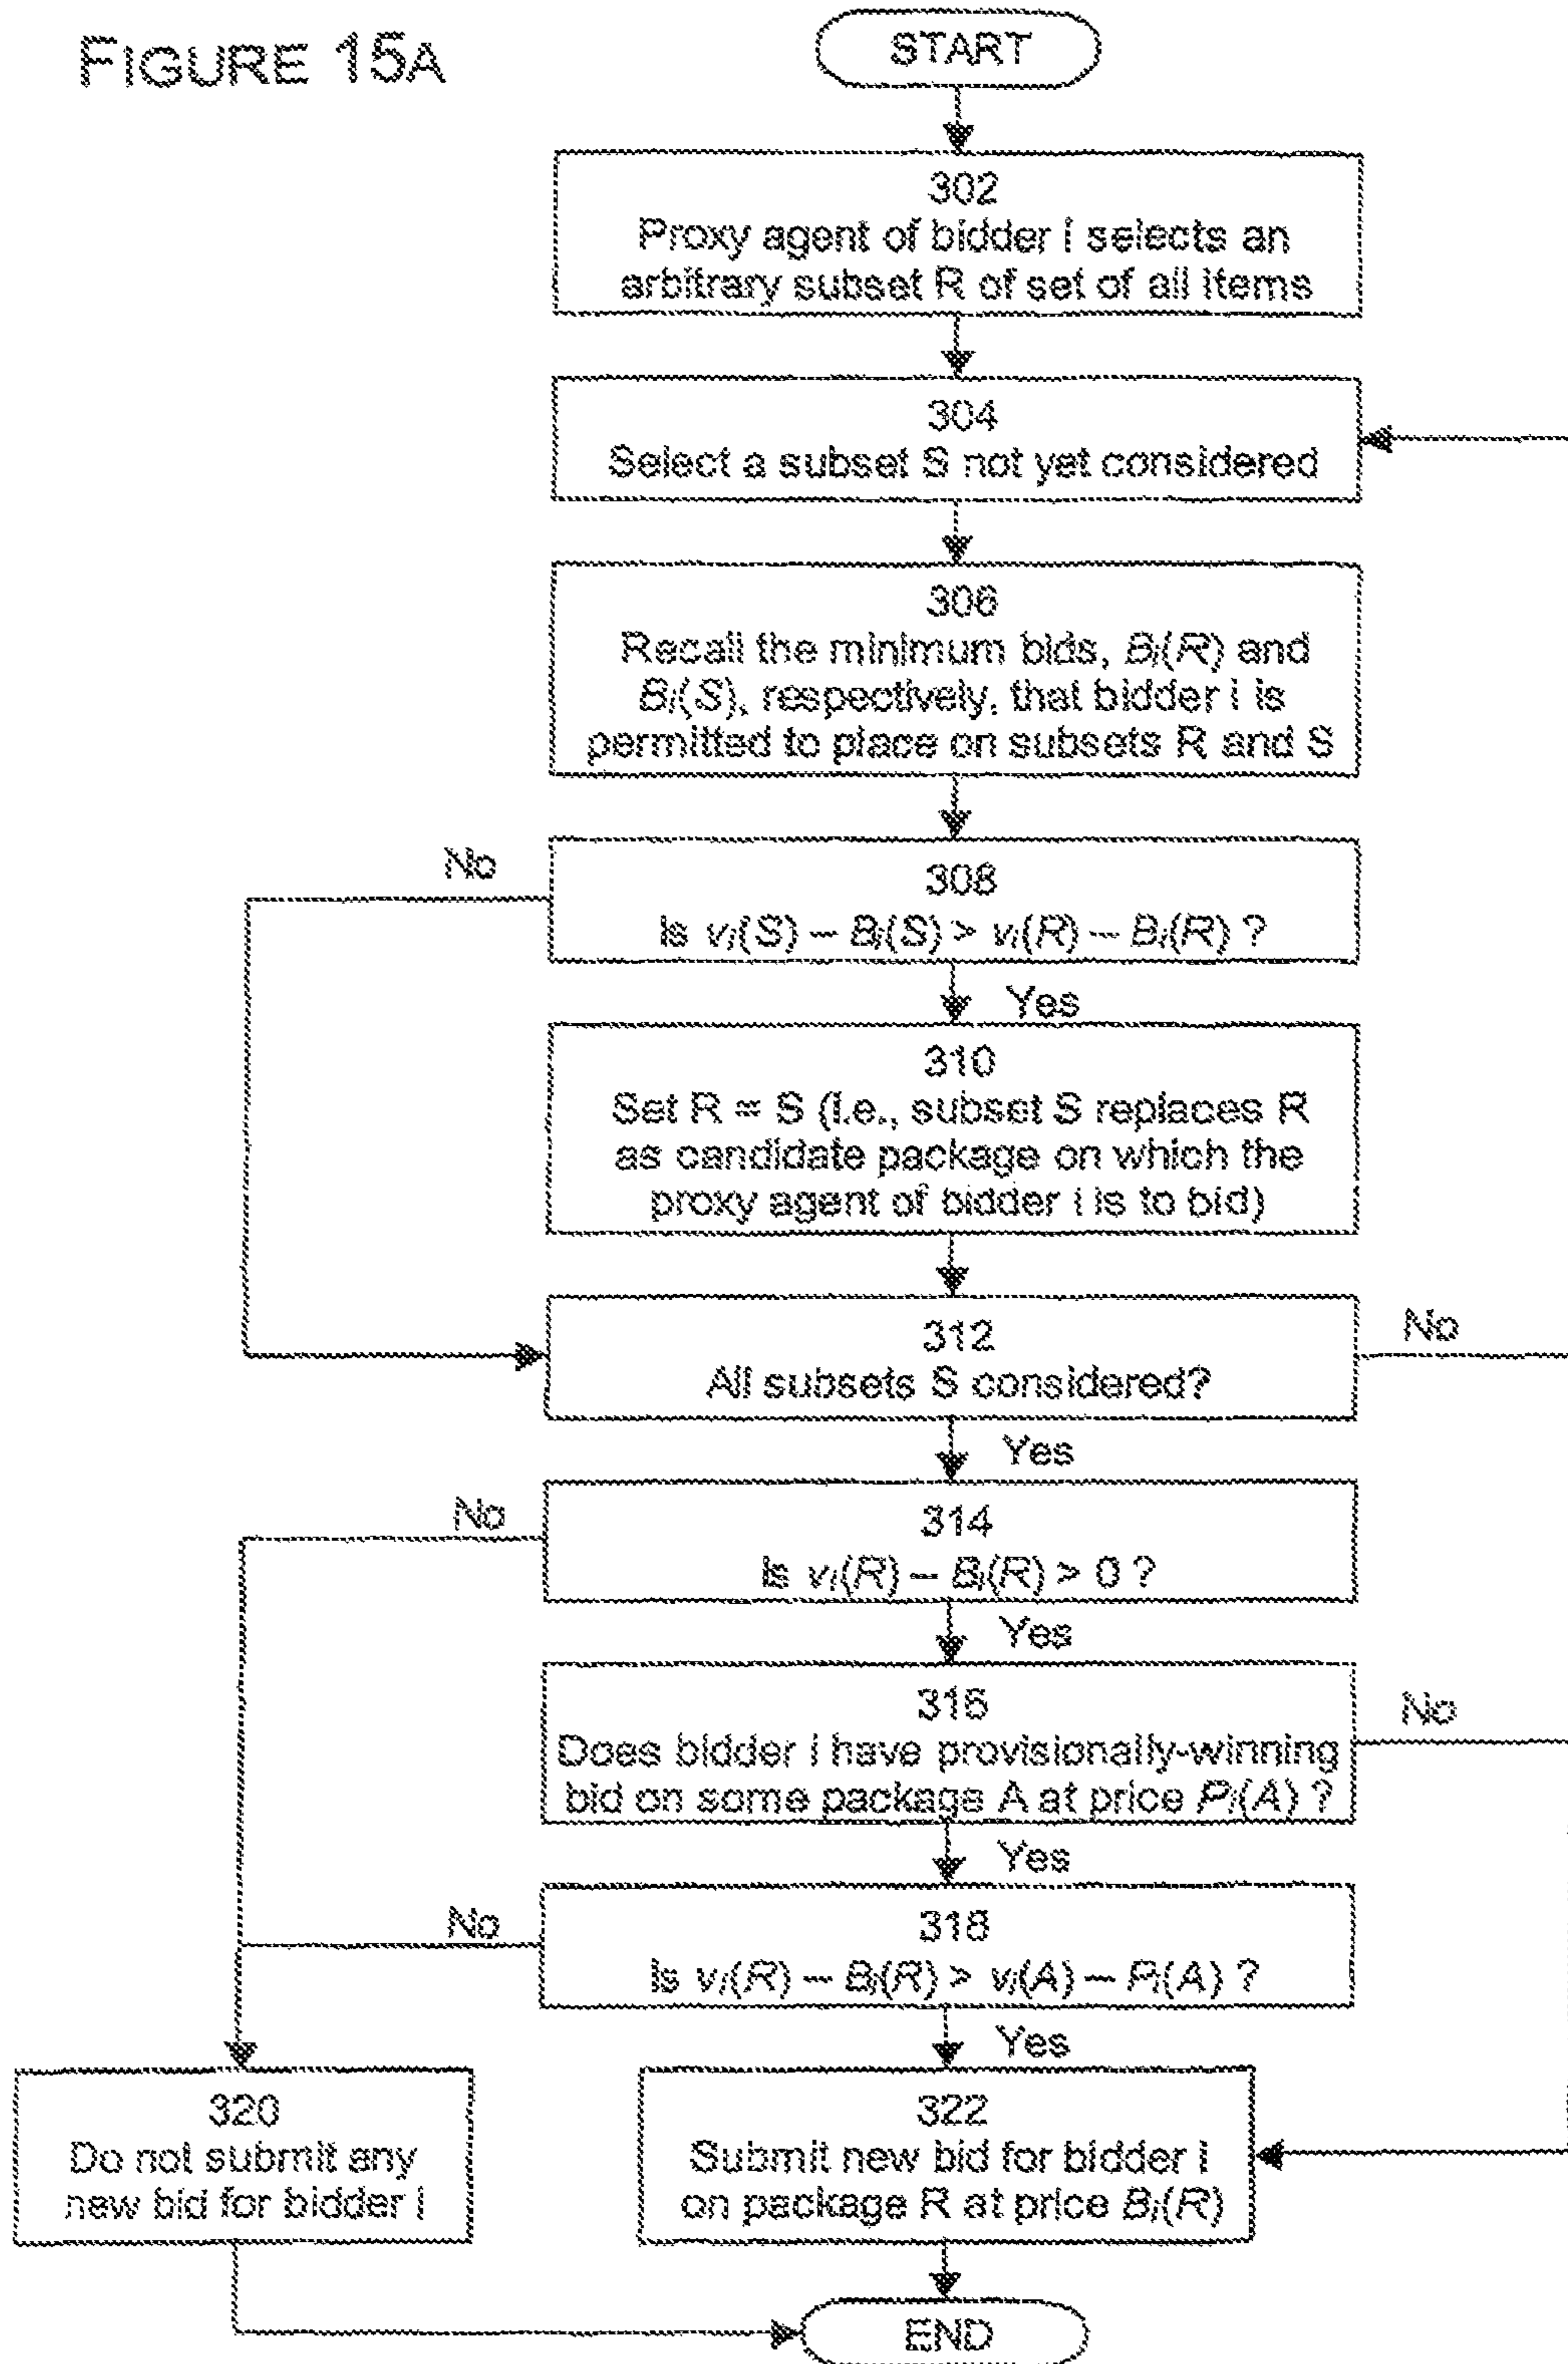 FIGURE 15A
START
302
Proxy agent of bidder i selects an
arbitrary subset R of set of all items
304
Select a subset S not yet considered
306
Recall the minimum bids, Bi(R) and
Bi(S), respectively, that bidder i is
permitted to place on subsets R and S
No
308
Is vi(S) – Bi(S) > vi(R) – Bi(R) ?
Yes
310
Set R = S (i.e., subset S replaces R
as candidate package on which the
proxy agent of bidder i is to bid)
312
All subsets S considered?
No
Yes
No
314
Is vi(R) – Bi(R) > 0 ?
Yes
316
Does bidder i have provisionally-winning
bid on some package A at price Pi(A) ?
No
Yes
No
318
Is vi(R) – Bi(R) > vi(A) – Pi(A) ?
Yes
320
Do not submit any
new bid for bidder i
322
Submit new bid for bidder i
on package R at price Bi(R)
END